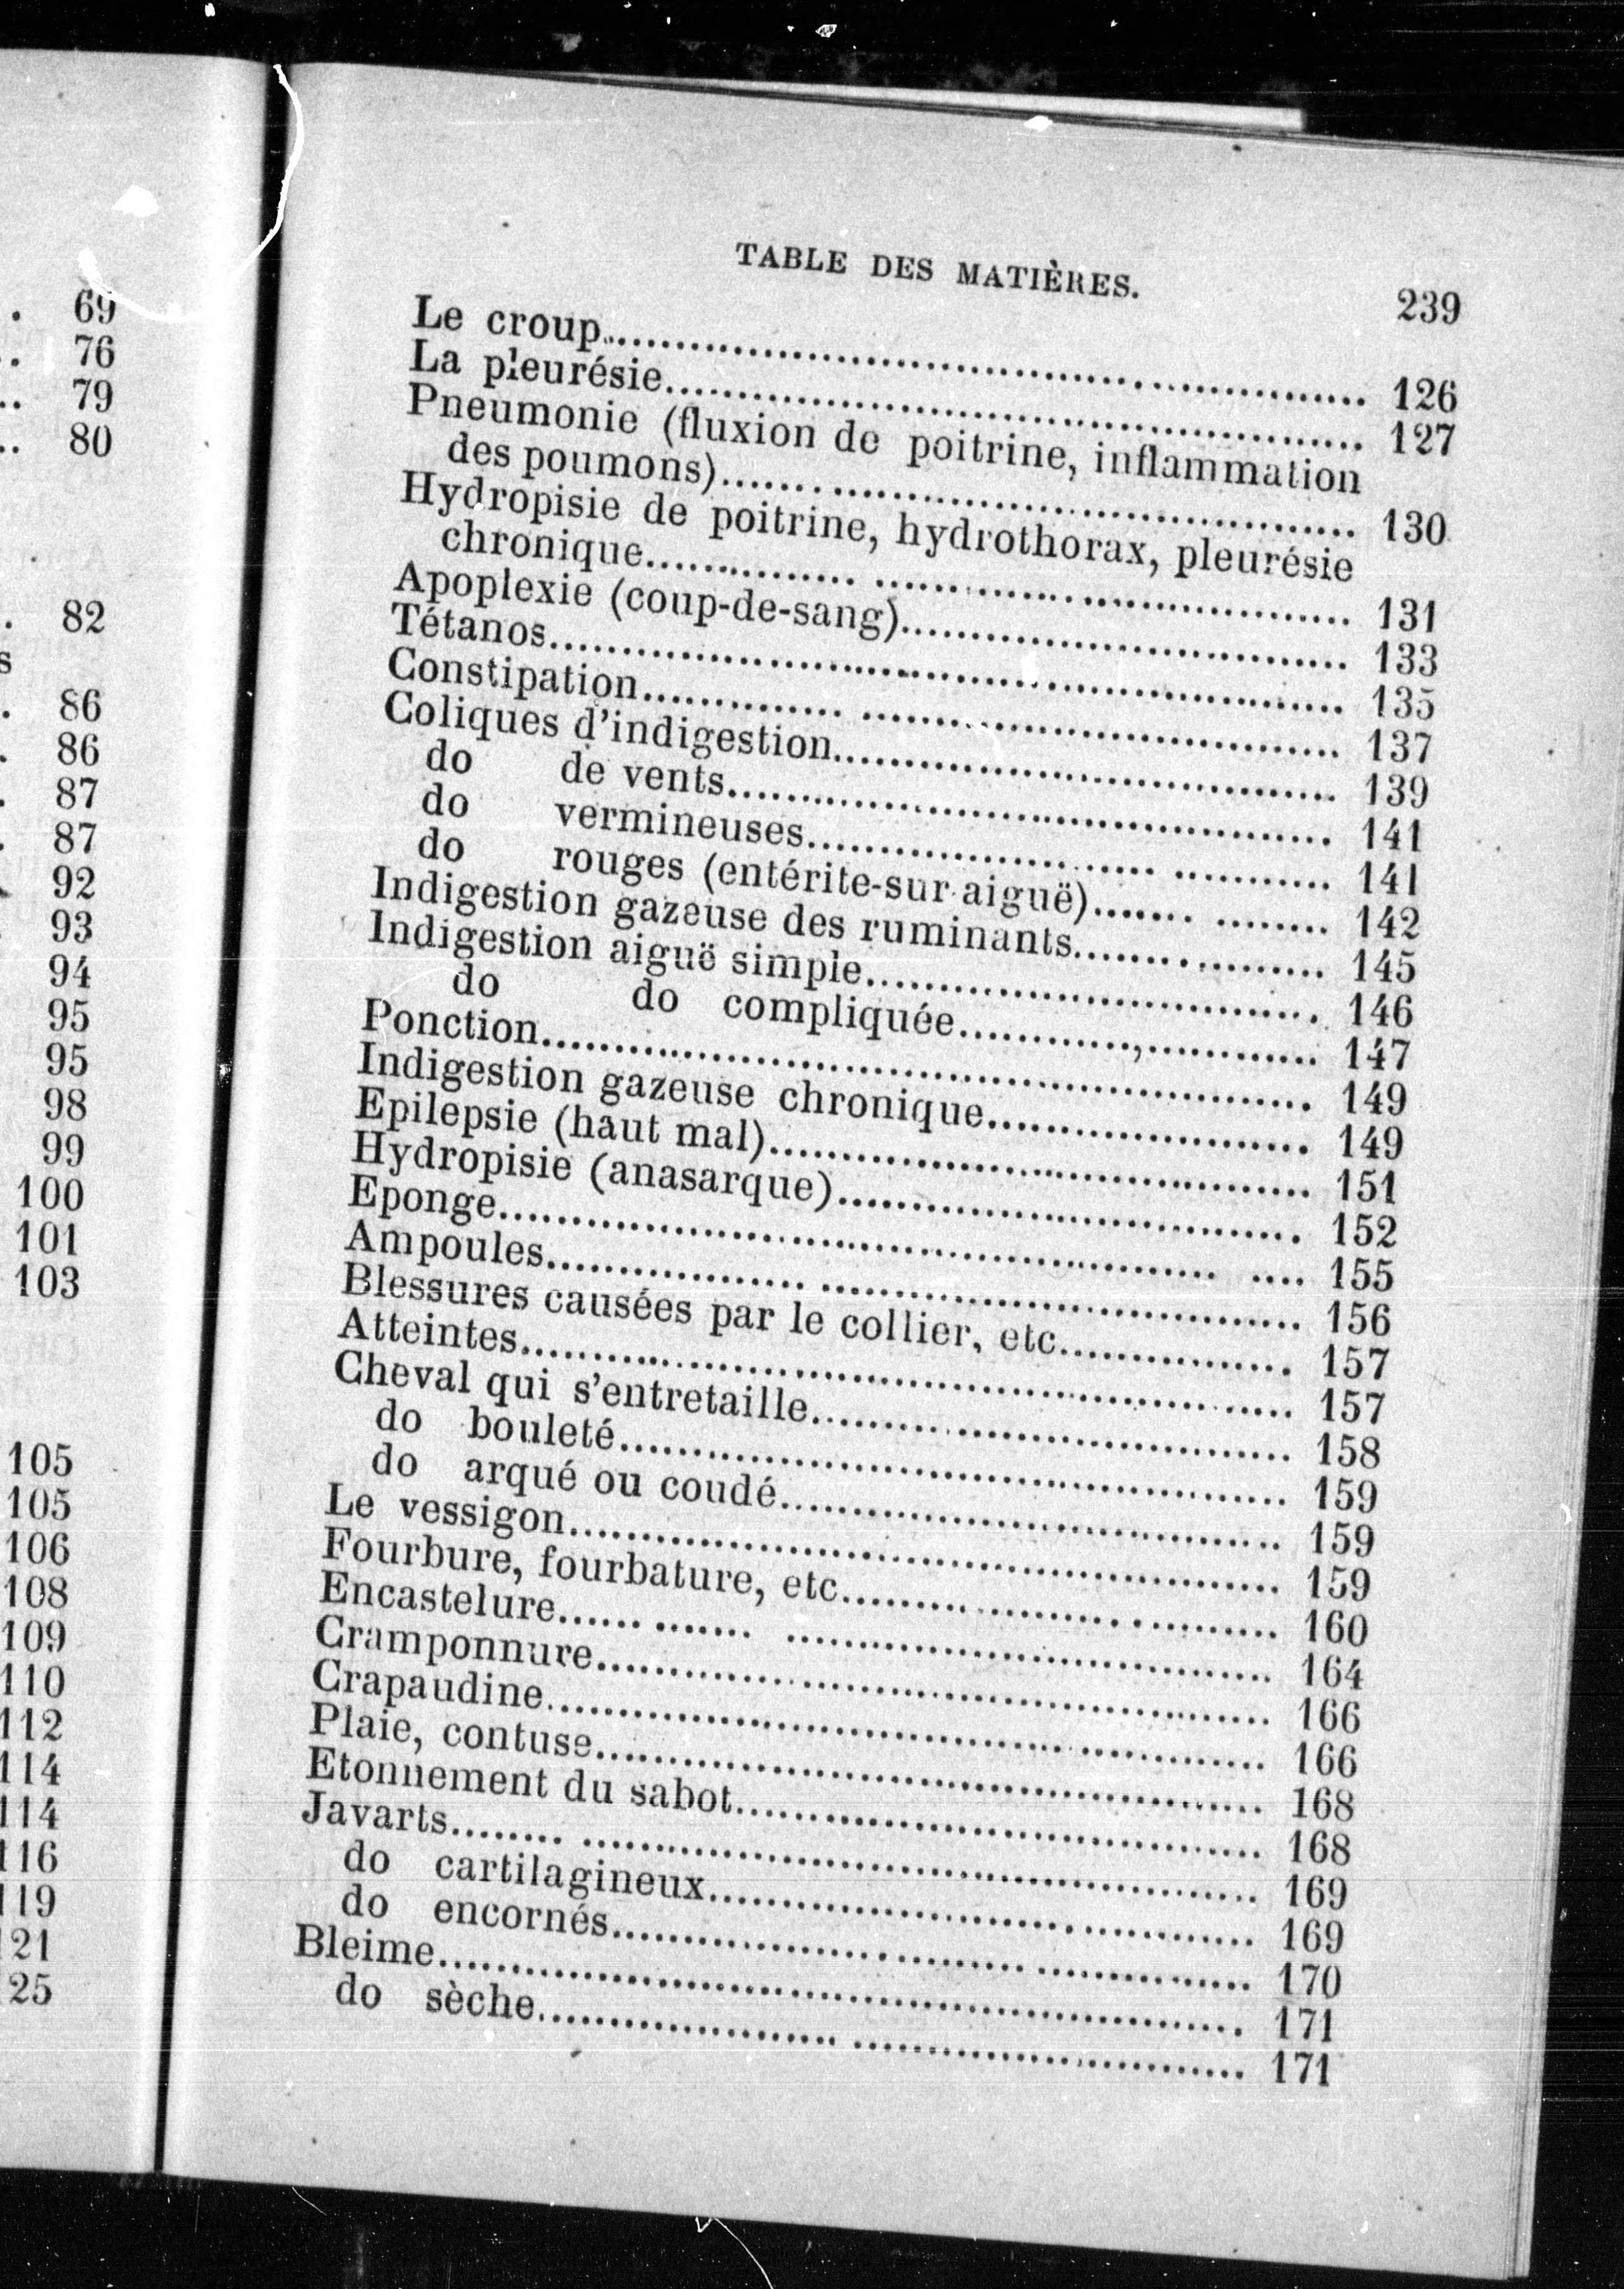 . 69
.. 76
.. 79
.. 80
. 82
s
. 86
. 86
. 87
. 87
92
93
94
95
95
98
99
100
101
103
105
105
106
108
109
110
112
114
114
116
119
121
125
TABLE DES MATIÈRES. 239
Le croup........ 126
La pleurésie........ 127
Pneumonie (fluxion de poitrine, inflammation
des poumons)........ 130
Hydropisie de poitrine, hydrothorax, pleurésie
chronique........ 131
Apoplexie (coup-de-sang)........ 133
Tétanos........ 135
Constipation........ 137
Coliques d'indigestion........ 139
do de vents........ 141
do vermineuses........ 141
do rouges (entérite-sur-aiguë)........ 142
Indigestion gazeuse des ruminants........ 145
Indigestion aiguë simple........ 146
do do compliquée........ 147
Ponction........ 149
Indigestion gazeuse chronique........ 149
Epilepsie (haut mal)........ 151
Hydropisie (anasarque)........ 152
Eponge........ 155
Ampoules........ 156
Blessures causées par le collier, etc........ 157
Atteintes........ 157
Cheval qui s'entretaille........ 158
do bouleté........ 159
do arqué ou coudé........ 159
Le vessigon........ 159
Fourbure, fourbature, etc........ 160
Encastelure........ 164
Cramponnure........ 166
Crapaudine........ 166
Plaie, contuse........ 168
Etonnement du sabot........ 168
Javarts........ 169
do cartilagineux........ 169
do encornés........ 170
Bleime........ 171
do sèche........ 171